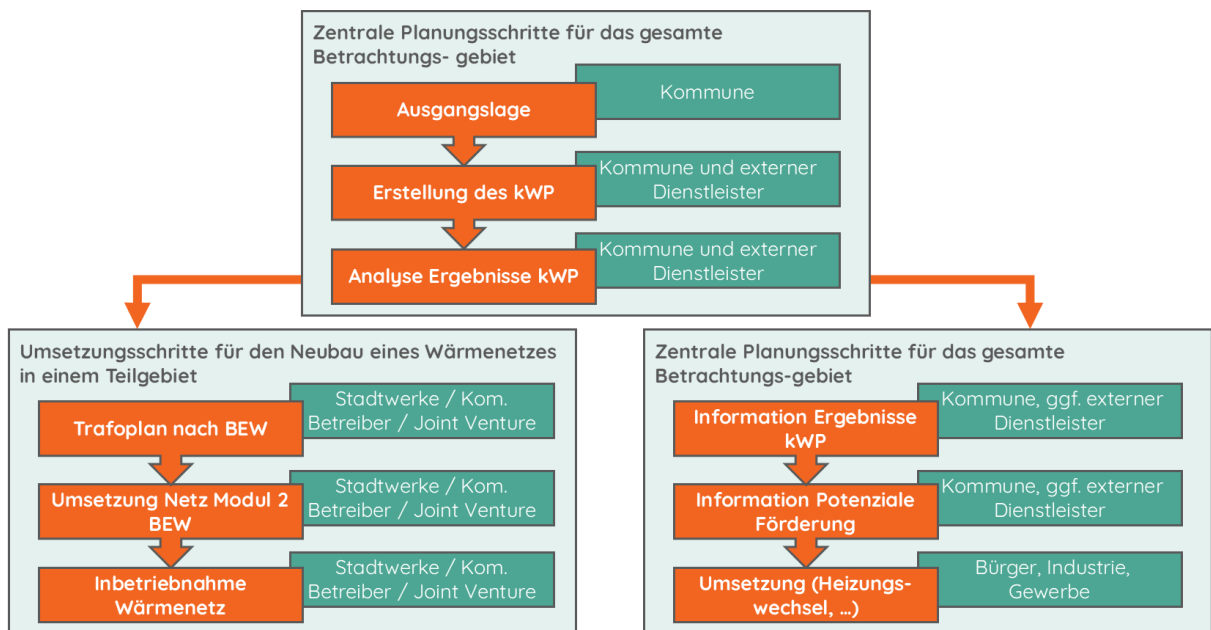 Zentrale Planungsschritte für das gesamte
Betrachtungs- gebiet
Ausgangslage
Kommune
Erstellung des kWP
Kommune und externer
Dienstleister
Analyse Ergebnisse kWP
Kommune und externer
Dienstleister
Umsetzungsschritte für den Neubau eines Wärmenetzes
in einem Teilgebiet
Trafoplan nach BEW
Stadtwerke / Kom.
Betreiber / Joint Venture
Umsetzung Netz Modul 2
BEW
Stadtwerke / Kom.
Betreiber / Joint Venture
Inbetriebnahme
Wärmenetz
Stadtwerke / Kom.
Betreiber / Joint Venture
Zentrale Planungsschritte für das gesamte
Betrachtungs-gebiet
Information Ergebnisse
kWP
Kommune, ggf. externer
Dienstleister
Information Potenziale
Förderung
Kommune, ggf. externer
Dienstleister
Umsetzung (Heizungs-
wechsel, ...)
Bürger, Industrie,
Gewerbe